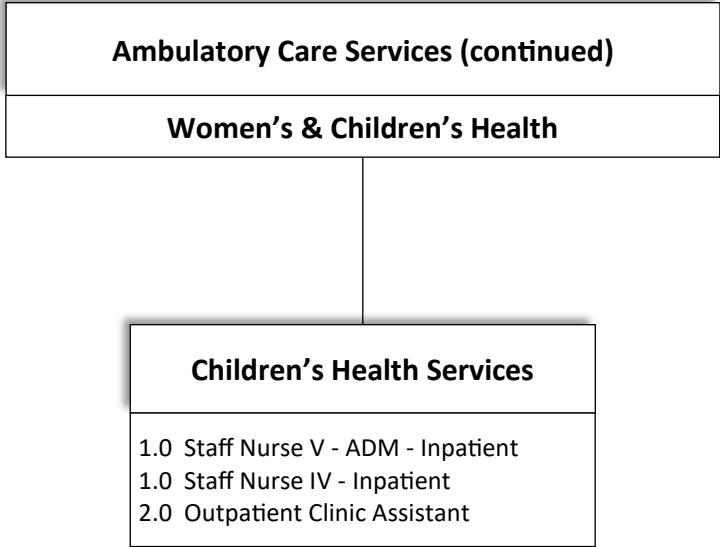 Ambulatory Care Services (continued)
Women’s & Children’s Health
Children’s Health Services
1.0 Staff Nurse V - ADM - Inpatient
1.0 Staff Nurse IV - Inpatient
2.0 Outpatient Clinic Assistant